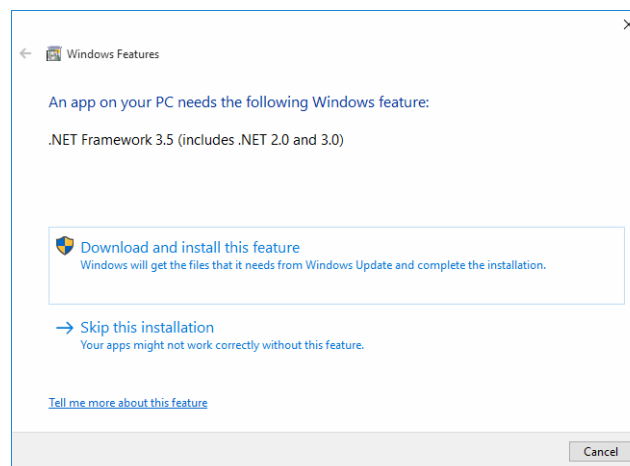 Windows Features
An app on your PC needs the following Windows feature:
.NET Framework 3.5 (includes .NET 2.0 and 3.0)
Download and install this feature
Windows will get the files that it needs from Windows Update and complete the installation.
Skip this installation
Your apps might not work correctly without this feature.
Tell me more about this feature
Cancel